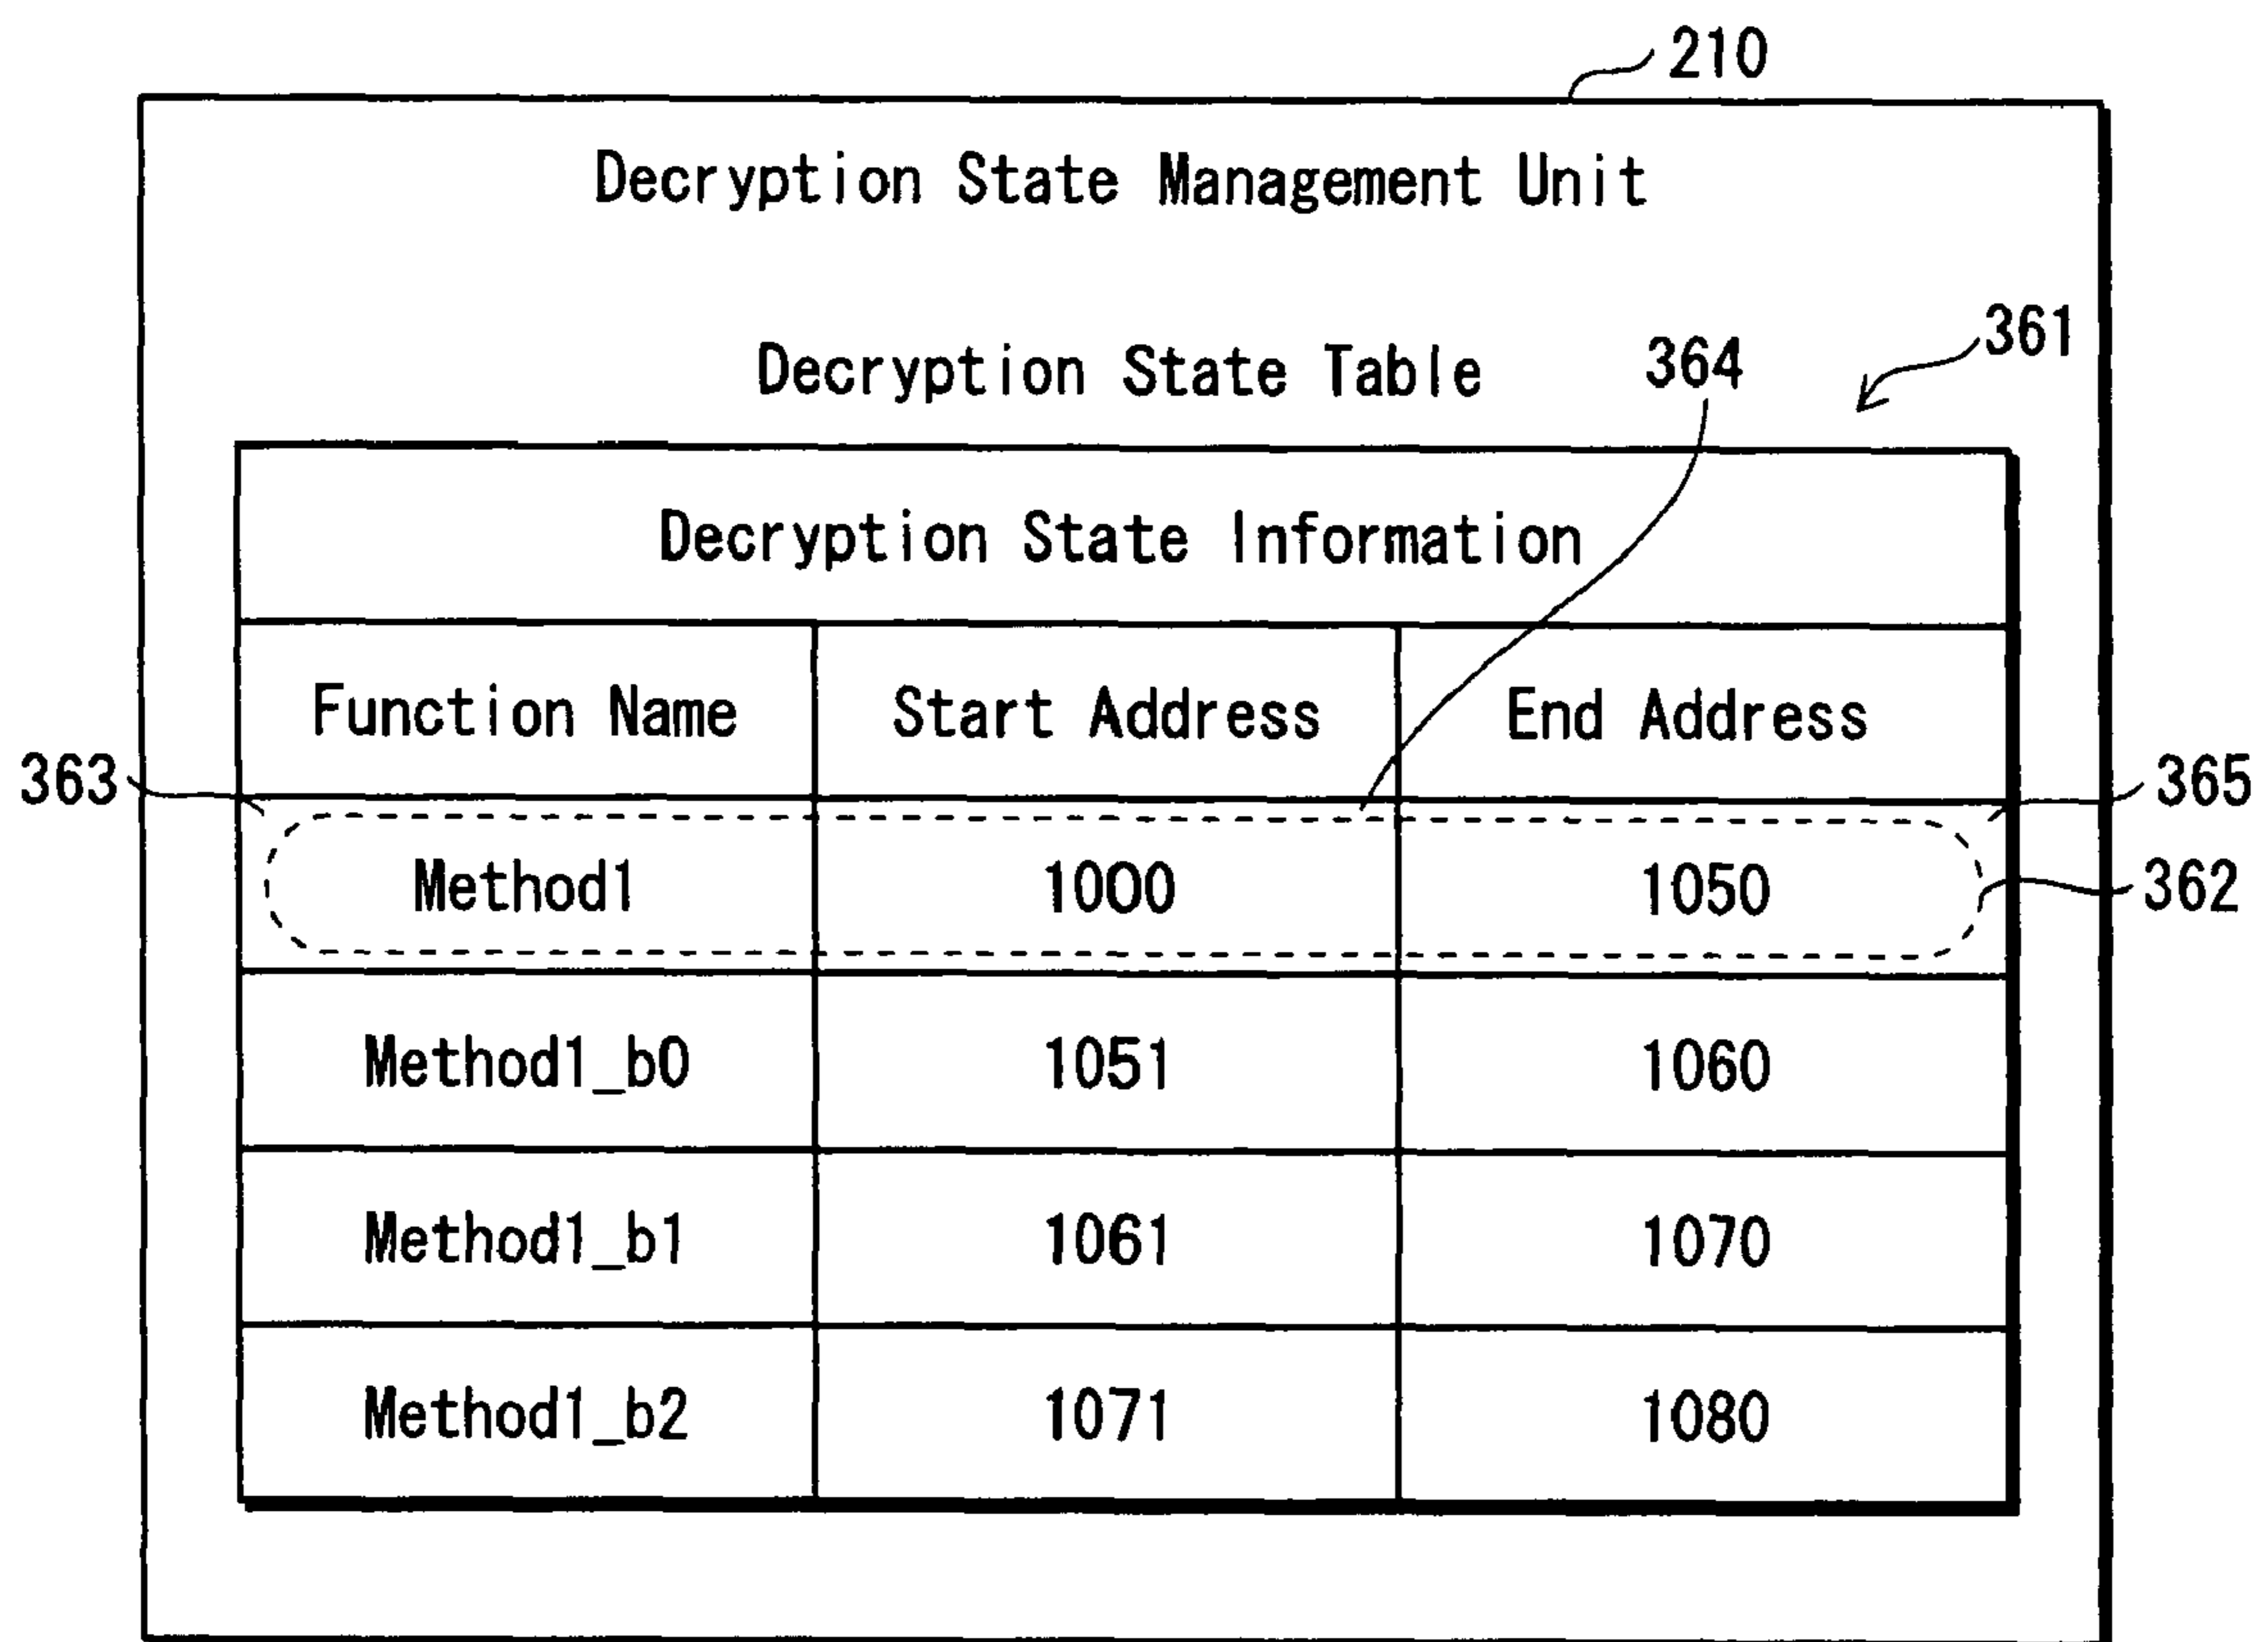 210
Decryption State Management Unit
361
Decryption State Table 364
Decryption State Information
Function Name Start Address End Address
363 365
Method1 1000 1050 362
Method1_b0 1051 1060
Method1_b1 1061 1070
Method1_b2 1071 1080